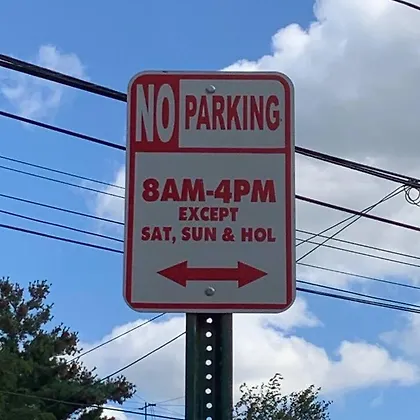 NO PARKING
8AM-4PM
EXCEPT
SAT, SUN & HOL